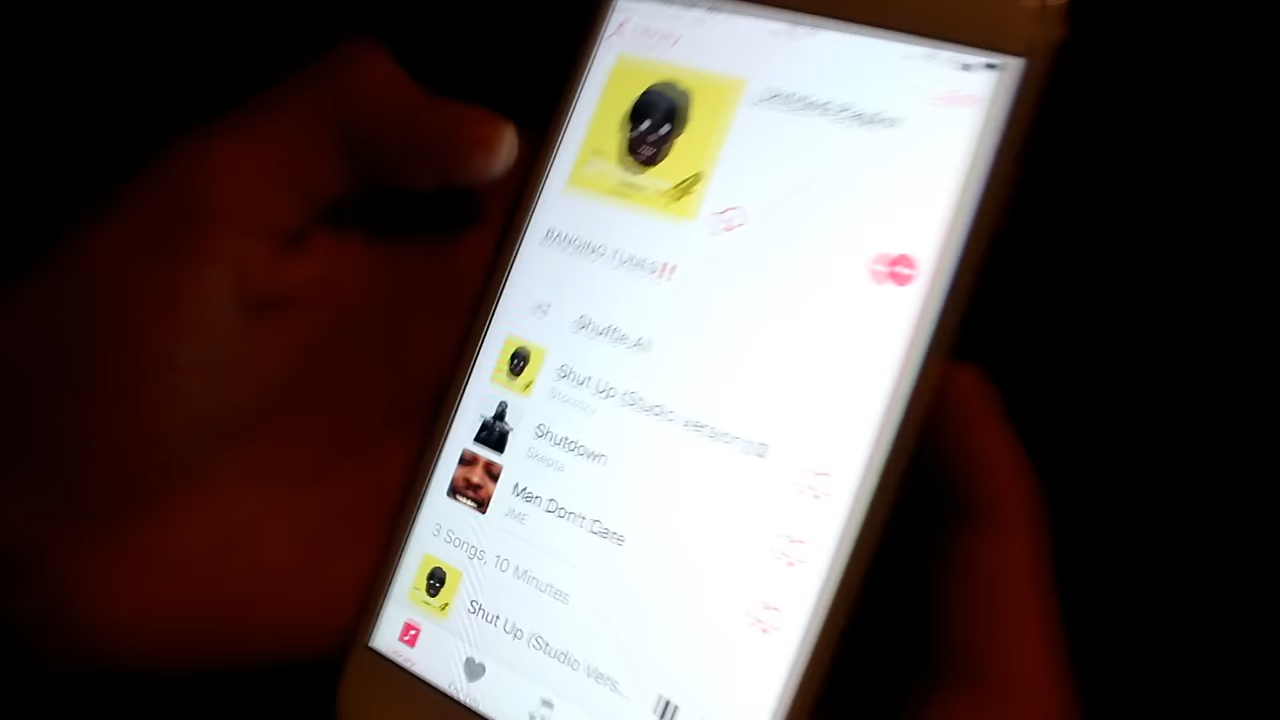 BANGING TUNES‼
Shuffle All
Shut Up (Studio Version)
Stormzy
Shutdown
Skepta
Man Don't Care
JME
3 Songs, 10 Minutes
Shut Up (Studio Vers...